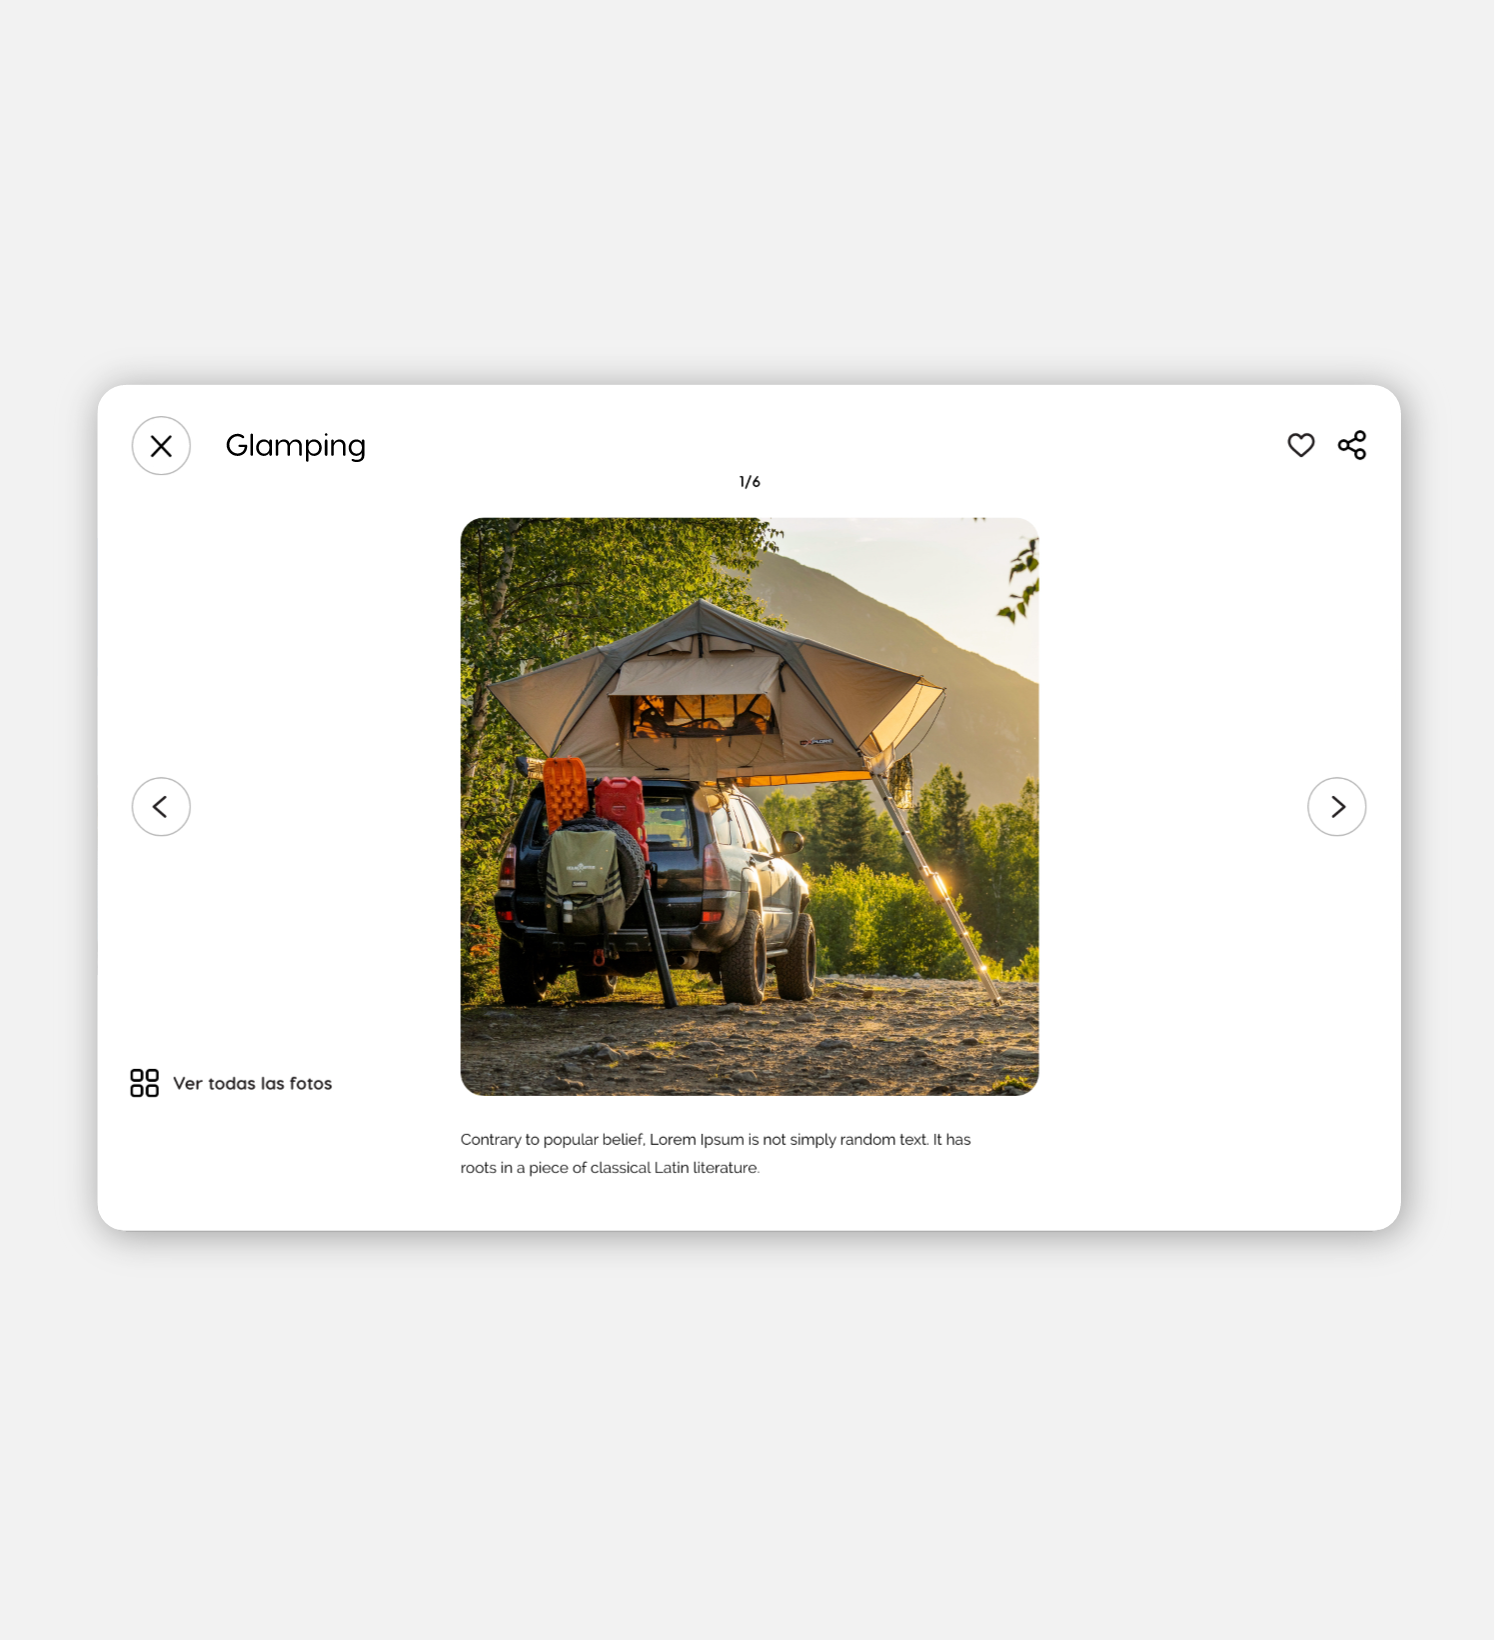 Glamping
1/6
Ver todas las fotos
Contrary to popular belief, Lorem Ipsum is not simply random text. It has
roots in a piece of classical Latin literature.